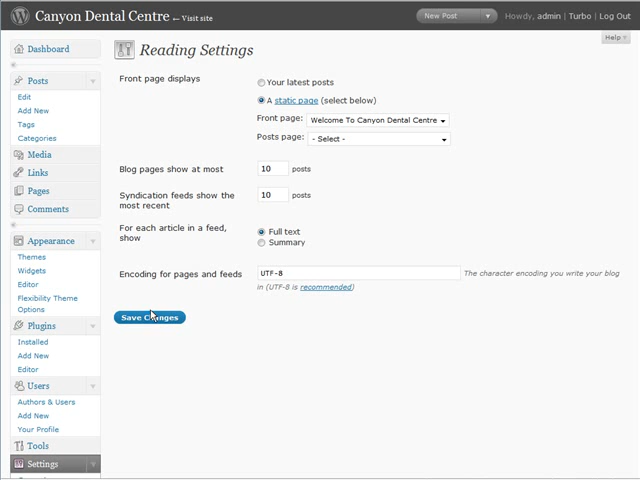 Canyon Dental Centre ← Visit site
New Post
Howdy, admin | Turbo | Log Out
Help
Dashboard
Posts
Edit
Add New
Tags
Categories
Media
Links
Pages
Comments
Appearance
Themes
Widgets
Editor
Flexibility Theme
Options
Plugins
Installed
Add New
Editor
Users
Authors & Users
Add New
Your Profile
Tools
Settings
Reading Settings
Front page displays
Your latest posts
A static page (select below)
Front page: Welcome To Canyon Dental Centre
Posts page: - Select -
Blog pages show at most 10 posts
Syndication feeds show the 10 posts
most recent
For each article in a feed, Full text
show Summary
Encoding for pages and feeds UTF-8 The character encoding you write your blog
in (UTF-8 is recommended)
Save Changes